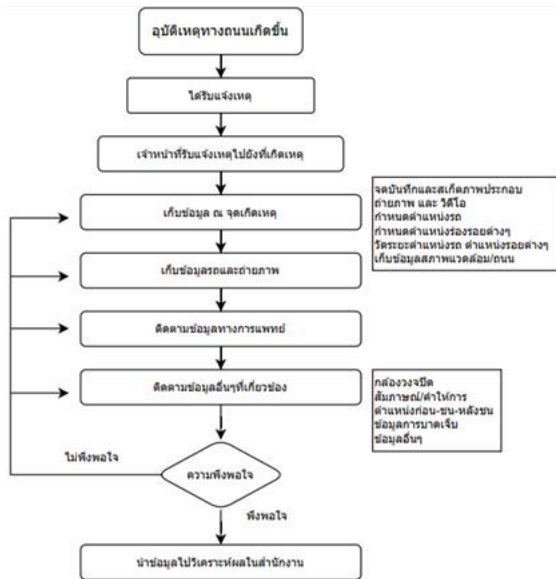 อุบัติเหตุทางถนนเกิดขึ้น
ได้รับแจ้งเหตุ
เจ้าหน้าที่รับแจ้งเหตุไปยังที่เกิดเหตุ
เก็บข้อมูล ณ จุดเกิดเหตุ
จดบันทึกและสเก็ตภาพประกอบ
ถ่ายภาพ และ วิดีโอ
กำหนดตำแหน่งรถ
กำหนดตำแหน่งร่องรอยต่างๆ
วัดระยะตำแหน่งรถ ตำแหน่งรอยต่างๆ
เก็บข้อมูลสภาพแวดล้อม/ถนน
เก็บข้อมูลรถและถ่ายภาพ
ติดตามข้อมูลทางการแพทย์
ติดตามข้อมูลอื่นๆที่เกี่ยวข้อง
กล้องวงจปิด
สัมภาษณ์/คำให้การ
ตำแหน่งก่อน-ชน-หลังชน
ข้อมูลการบาดเจ็บ
ข้อมูลอื่นๆ
ไม่พึงพอใจ
ความพึงพอใจ
พึงพอใจ
นำข้อมูลไปวิเคราะห์ผลในสำนักงาน